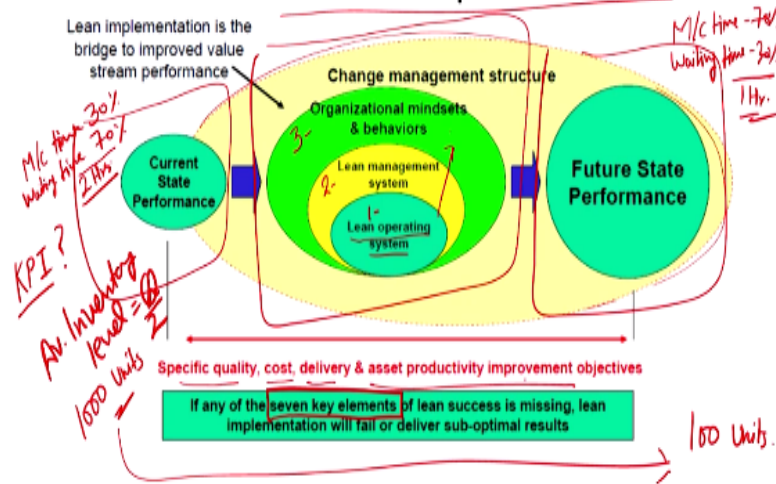 Lean implementation is the
bridge to improved value
stream performance
M/c time - 70%
Waiting time - 30%
1 Hr.
Change management structure
Organizational mindsets
& behaviors
3-
M/c time 30%
Waiting time 70%
2 Hrs
Current
State
Performance
Lean management
system
2-
1-
Lean operating
system
Future State
Performance
KPI?
Av. Inventory
level = Q/2
1000 units
Specific quality, cost, delivery & asset productivity improvement objectives
If any of the seven key elements of lean success is missing, lean
implementation will fail or deliver sub-optimal results
100 units.